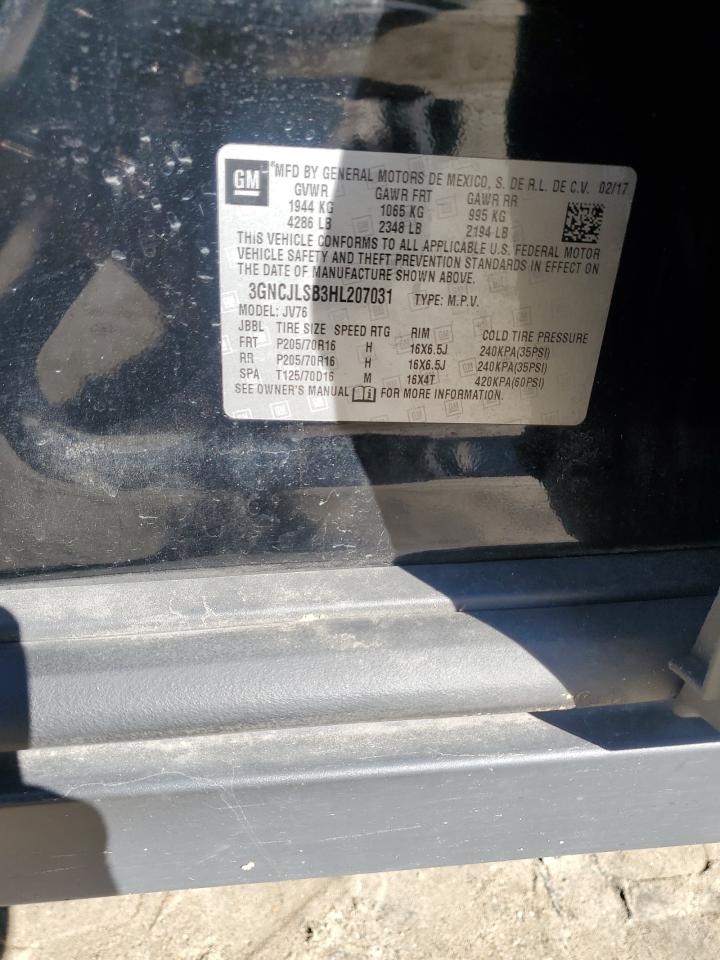 GM
*MFD BY GENERAL MOTORS DE MEXICO, S. DE R.L. DE C.V. 02/17
GVWR GAWR FRT GAWR RR
1944 KG 1065 KG 995 KG
4286 LB 2348 LB 2194 LB
THIS VEHICLE CONFORMS TO ALL APPLICABLE U.S. FEDERAL MOTOR
VEHICLE SAFETY AND THEFT PREVENTION STANDARDS IN EFFECT ON
THE DATE OF MANUFACTURE SHOWN ABOVE.
3GNCJLSB3HL207031 TYPE: M.P.V.
MODEL: JV76
JBBL TIRE SIZE SPEED RTG RIM COLD TIRE PRESSURE
FRT P205/70R16 H 16X6.5J 240KPA(35PSI)
RR P205/70R16 H 16X6.5J 240KPA(35PSI)
SPA T125/70D16 M 16X4T 420KPA(60PSI)
SEE OWNER'S MANUAL FOR MORE INFORMATION.